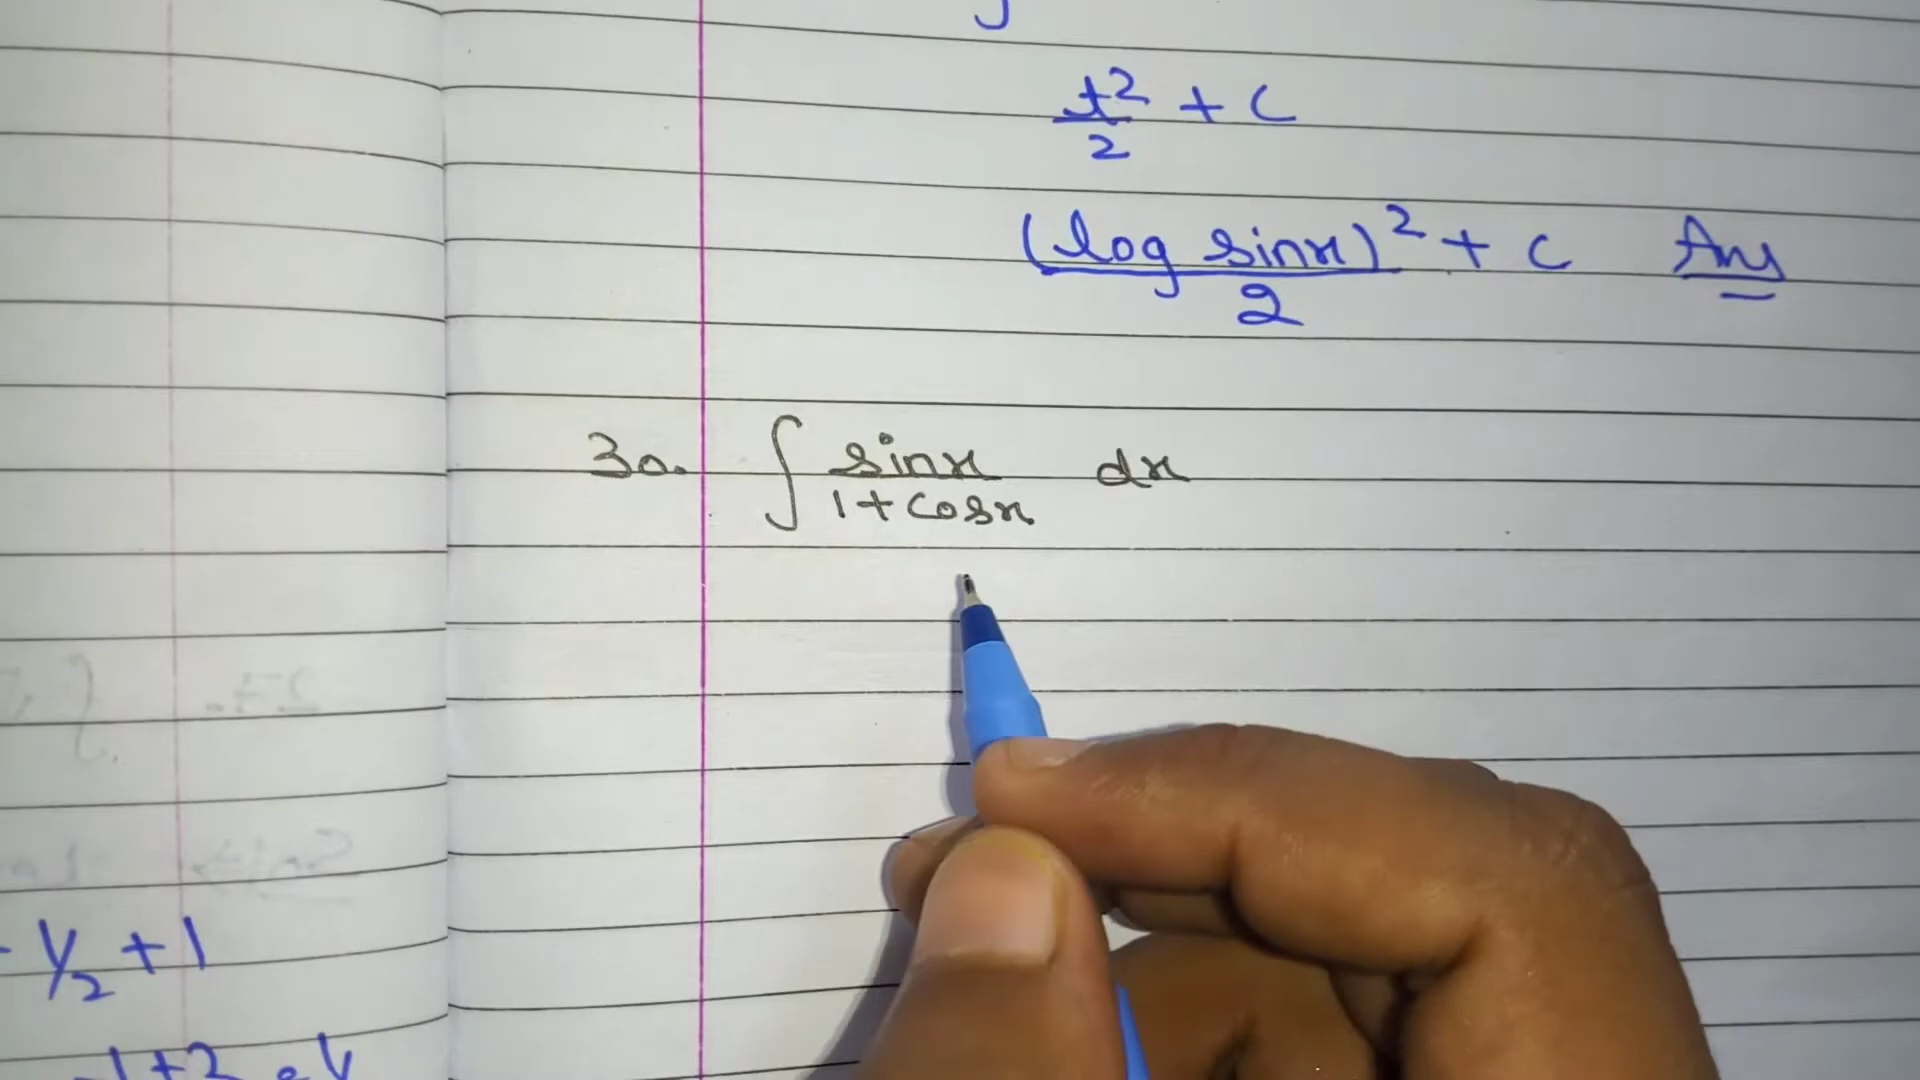 t²/2 + C
(log sinx)²/2 + C Ans
30. ∫ sinx/1+cosx dx
- 1/2 + 1